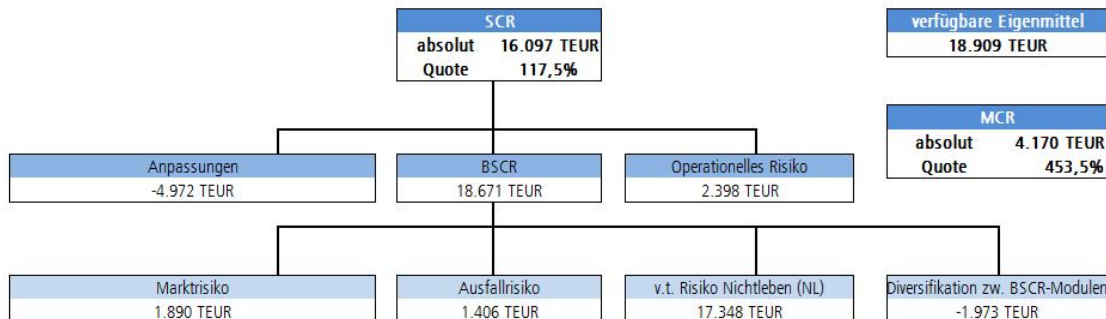 SCR
absolut 16.097 TEUR
Quote 117,5%
verfügbare Eigenmittel
18.909 TEUR
MCR
absolut 4.170 TEUR
Quote 453,5%
Anpassungen
-4.972 TEUR
BSCR
18.671 TEUR
Operationelles Risiko
2.398 TEUR
Marktrisiko
1.890 TEUR
Ausfallrisiko
1.406 TEUR
v.t. Risiko Nichtleben (NL)
17.348 TEUR
Diversifikation zw. BSCR-Modulen
-1.973 TEUR